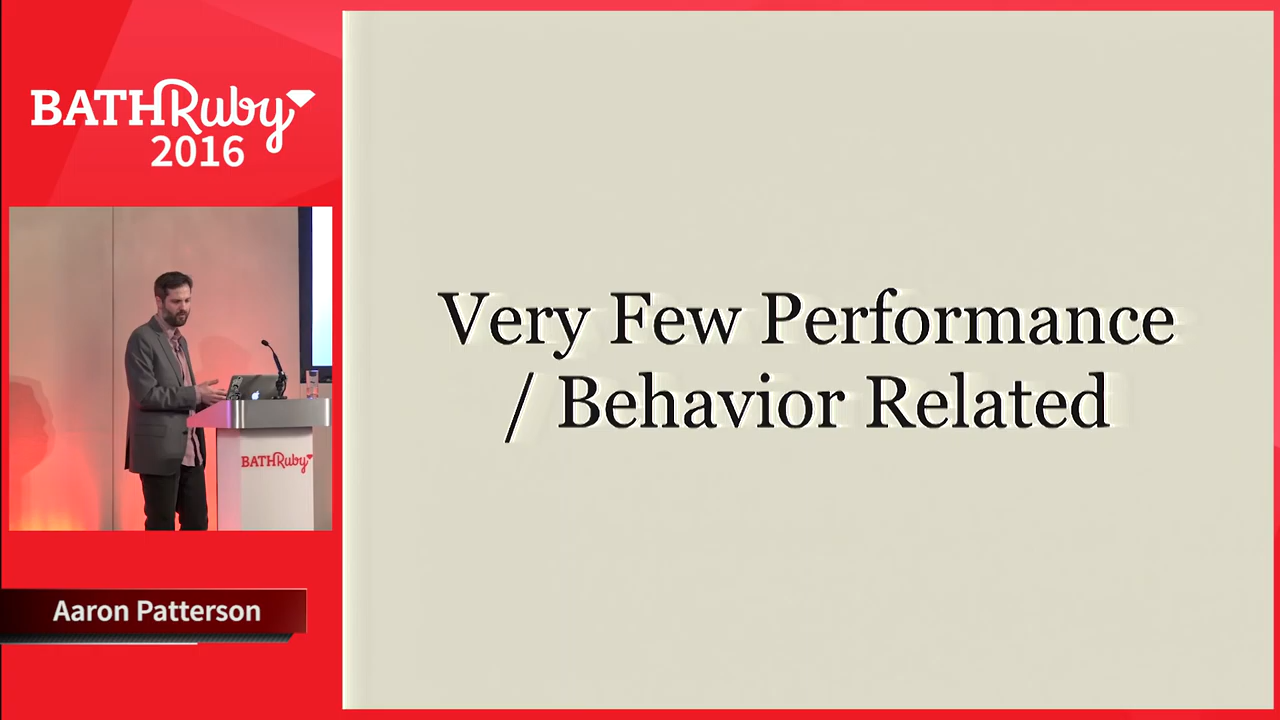 BATHRuby
2016
Very Few Performance
/ Behavior Related
BATHRuby
Aaron Patterson